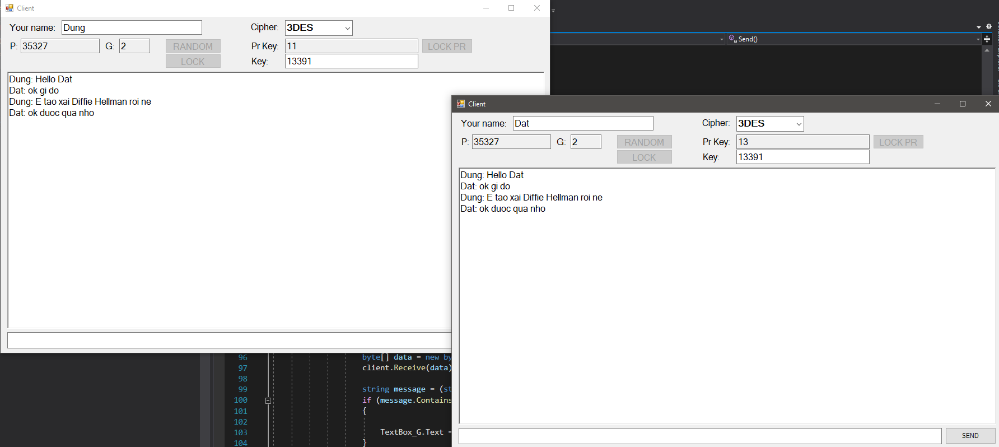 Client
Your name: Dung
Cipher: 3DES
P: 35327 G: 2 RANDOM
Pr Key: 11 LOCK PR
LOCK
Key: 13391
Dung: Hello Dat
Dat: ok gi do
Dung: E tao xai Diffie Hellman roi ne
Dat: ok duoc qua nho
Send()
Client
Your name: Dat
Cipher: 3DES
P: 35327 G: 2 RANDOM
Pr Key: 13 LOCK PR
LOCK
Key: 13391
Dung: Hello Dat
Dat: ok gi do
Dung: E tao xai Diffie Hellman roi ne
Dat: ok duoc qua nho
SEND
96 byte[] data = new by
97 client.Receive(data)
98
99 string message = (st
100 if (message.Contains
101 {
102
103 TextBox_G.Text =
104 }